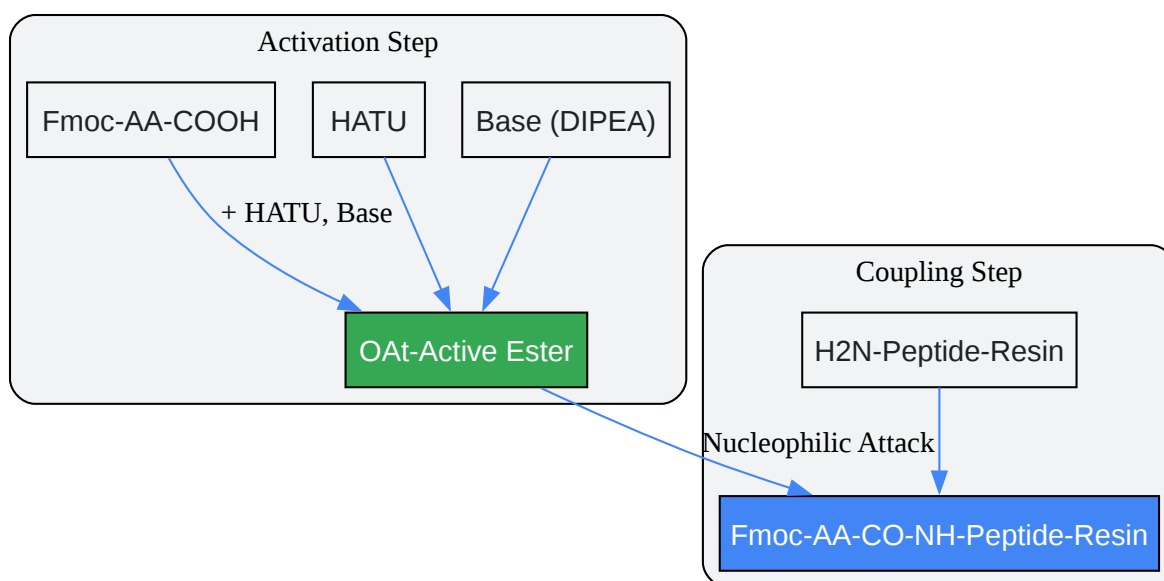 Activation Step
Fmoc-AA-COOH
HATU
Base (DIPEA)
+ HATU, Base
OAt-Active Ester
Coupling Step
H2N-Peptide-Resin
Nucleophilic Attack
Fmoc-AA-CO-NH-Peptide-Resin